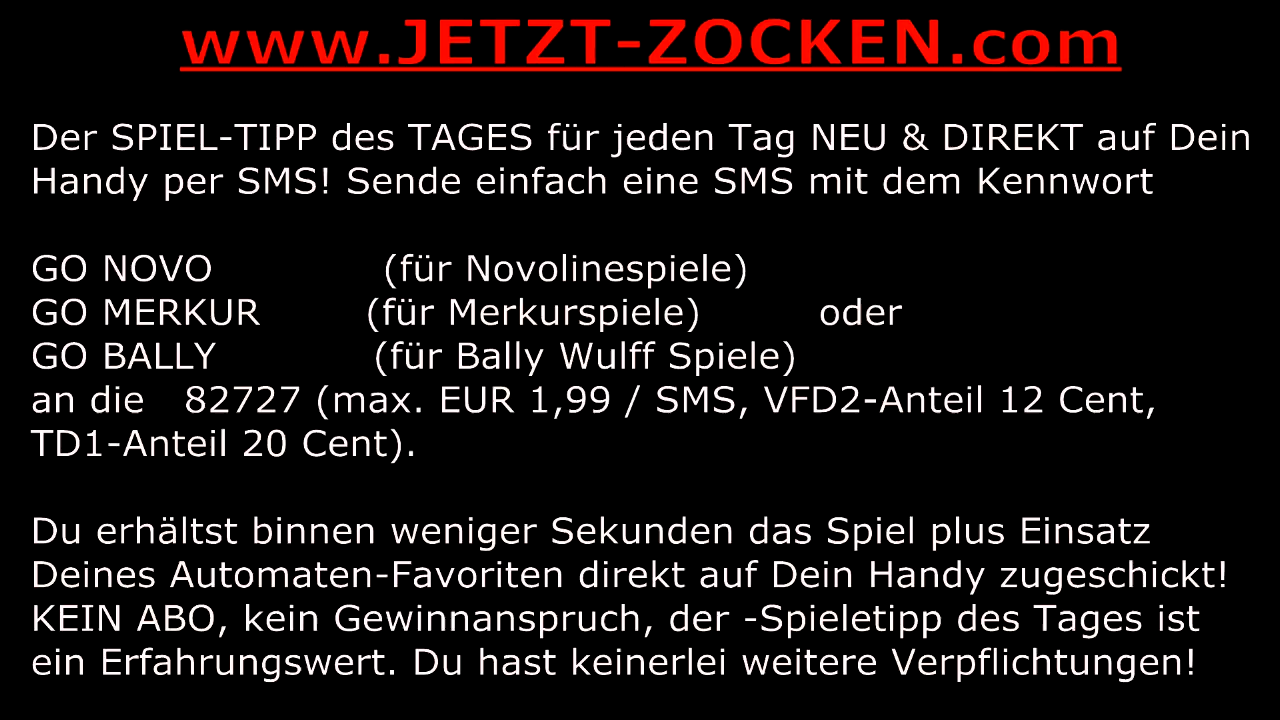 www.JETZT-ZOCKEN.com
Der SPIEL-TIPP des TAGES für jeden Tag NEU & DIREKT auf Dein
Handy per SMS! Sende einfach eine SMS mit dem Kennwort
GO NOVO (für Novolinespiele)
GO MERKUR (für Merkurspiele) oder
GO BALLY (für Bally Wulff Spiele)
an die 82727 (max. EUR 1,99 / SMS, VFD2-Anteil 12 Cent,
TD1-Anteil 20 Cent).
Du erhältst binnen weniger Sekunden das Spiel plus Einsatz
Deines Automaten-Favoriten direkt auf Dein Handy zugeschickt!
KEIN ABO, kein Gewinnanspruch, der -Spieletipp des Tages ist
ein Erfahrungswert. Du hast keinerlei weitere Verpflichtungen!